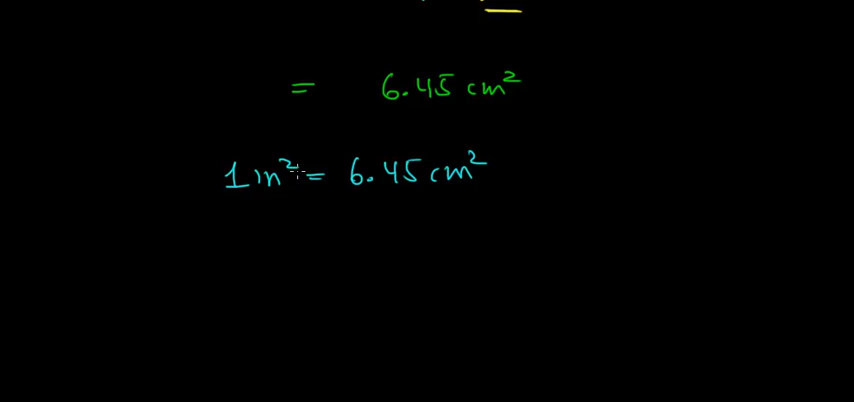 = 6.45 cm²
1 in² = 6.45 cm²